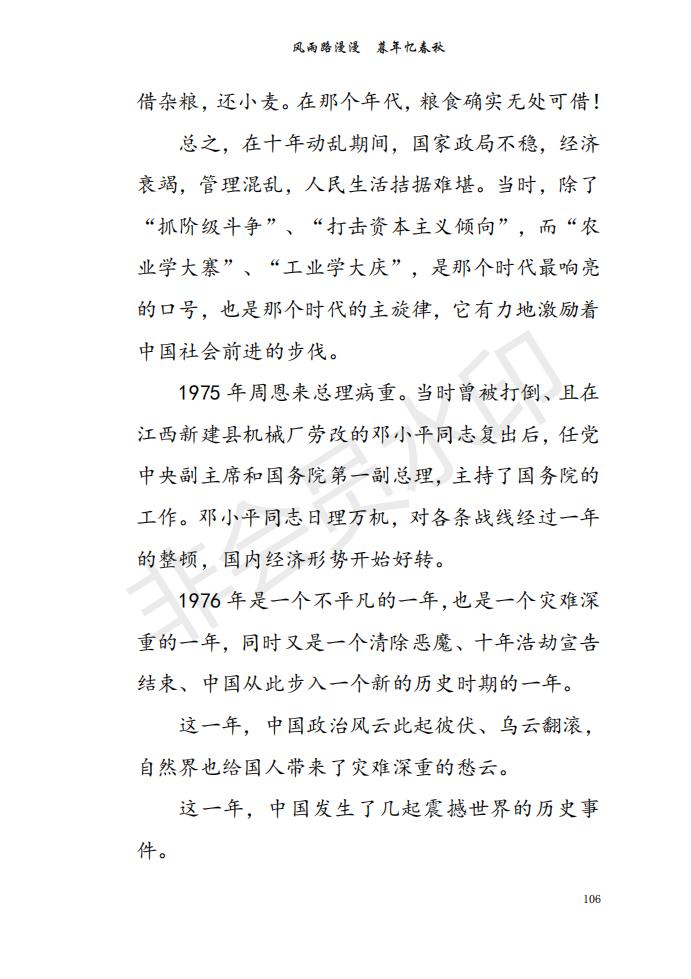 风雨路漫漫　暮年忆春秋
借杂粮，还小麦。在那个年代，粮食确实无处可借！
总之，在十年动乱期间，国家政局不稳，经济
衰竭，管理混乱，人民生活拮据难堪。当时，除了
“抓阶级斗争”、“打击资本主义倾向”，而“农
业学大寨”、“工业学大庆”，是那个时代最响亮
的口号，也是那个时代的主旋律，它有力地激励着
中国社会前进的步伐。
1975 年周恩来总理病重。当时曾被打倒、且在
江西新建县机械厂劳改的邓小平同志复出后，任党
中央副主席和国务院第一副总理，主持了国务院的
工作。邓小平同志日理万机，对各条战线经过一年
的整顿，国内经济形势开始好转。
1976 年是一个不平凡的一年，也是一个灾难深
重的一年，同时又是一个清除恶魔、十年浩劫宣告
结束、中国从此步入一个新的历史时期的一年。
这一年，中国政治风云此起彼伏、乌云翻滚，
自然界也给国人带来了灾难深重的愁云。
这一年，中国发生了几起震撼世界的历史事
件。
106
非会员水印